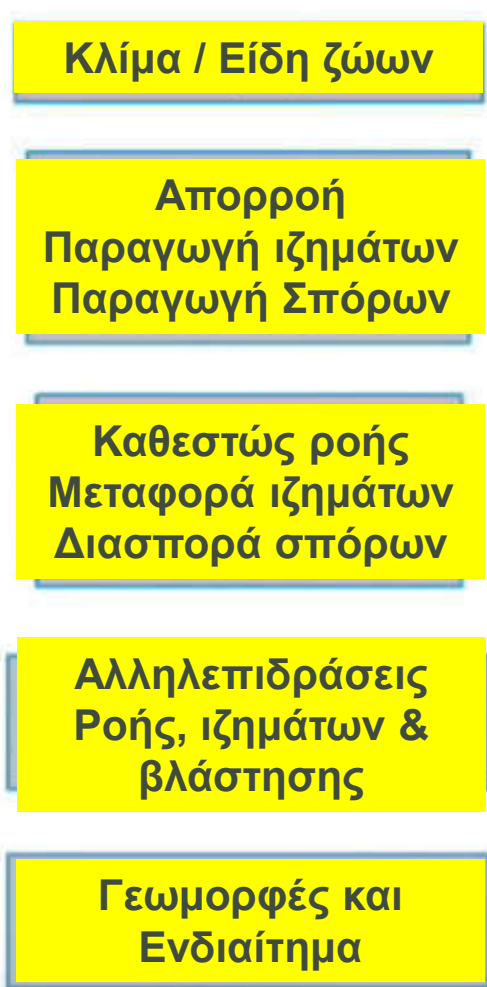 Κλίμα / Είδη ζώων
Απορροή
Παραγωγή ιζημάτων
Παραγωγή Σπόρων
Καθεστώς ροής
Μεταφορά ιζημάτων
Διασπορά σπόρων
Αλληλεπιδράσεις
Ροής, ιζημάτων &
βλάστησης
Γεωμορφές και
Ενδιαίτημα